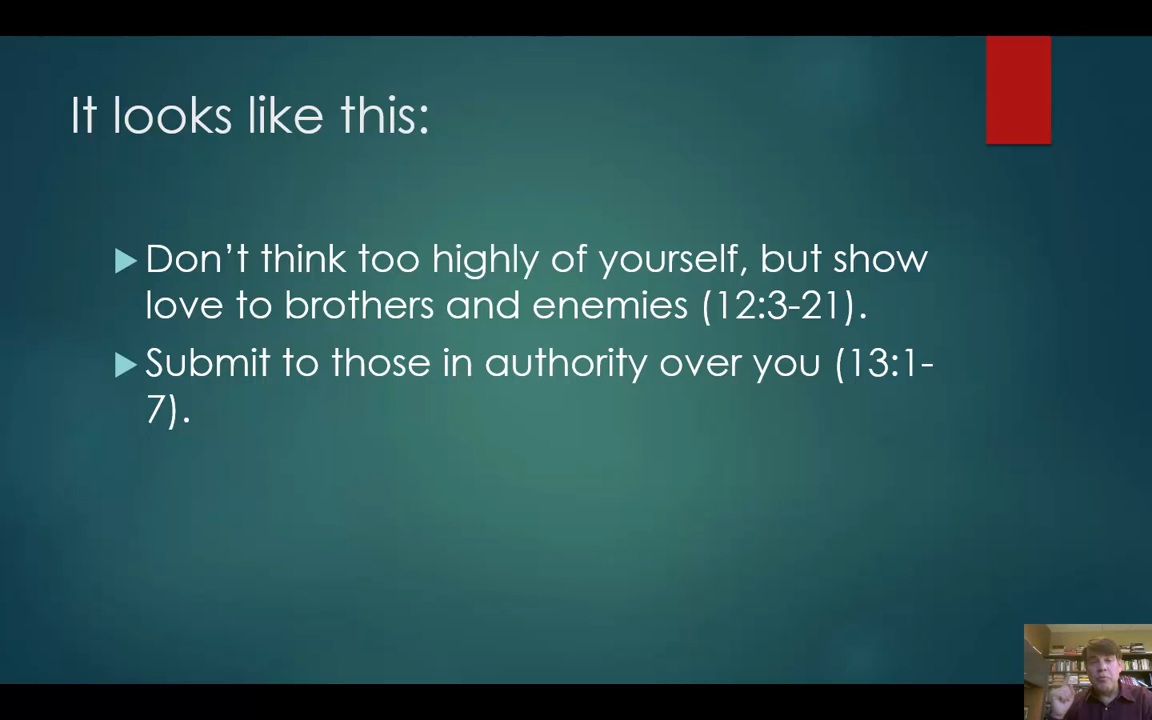 It looks like this:
Don't think too highly of yourself, but show
love to brothers and enemies (12:3-21).
Submit to those in authority over you (13:1-
7).